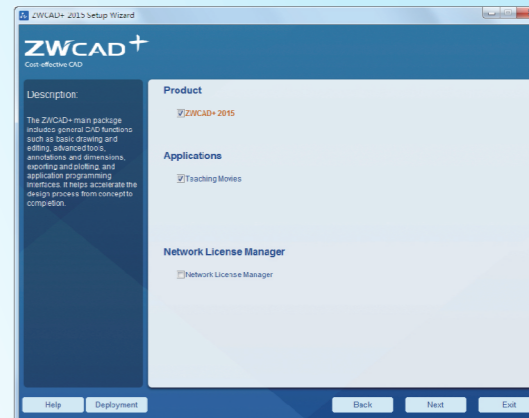 ZWCAD+ 2015 Setup Wizard
ZWCAD+
Cost-effective CAD
Description:
The ZWCAD+ main package
includes general CAD functions
such as basic drawing and
editing, advanced tools,
annotations and dimensions,
exporting and plotting, and
application programming
interfaces. It helps accelerate the
design process from concept to
completion.
Product
ZWCAD+ 2015
Applications
Teaching Movies
Network License Manager
Network License Manager
Help
Deployment
Back
Next
Exit